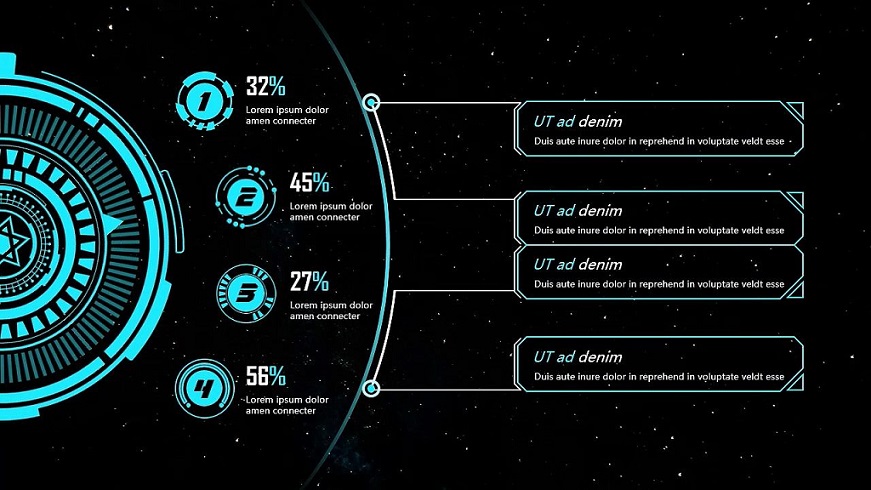 1
32%
Lorem ipsum dolor
amen connecter
2
45%
Lorem ipsum dolor
amen connecter
3
27%
Lorem ipsum dolor
amen connecter
4
56%
Lorem ipsum dolor
amen connecter
UT ad denim
Duis aute inure dolor in reprehend in voluptate veldt esse
UT ad denim
Duis aute inure dolor in reprehend in voluptate veldt esse
UT ad denim
Duis aute inure dolor in reprehend in voluptate veldt esse
UT ad denim
Duis aute inure dolor in reprehend in voluptate veldt esse